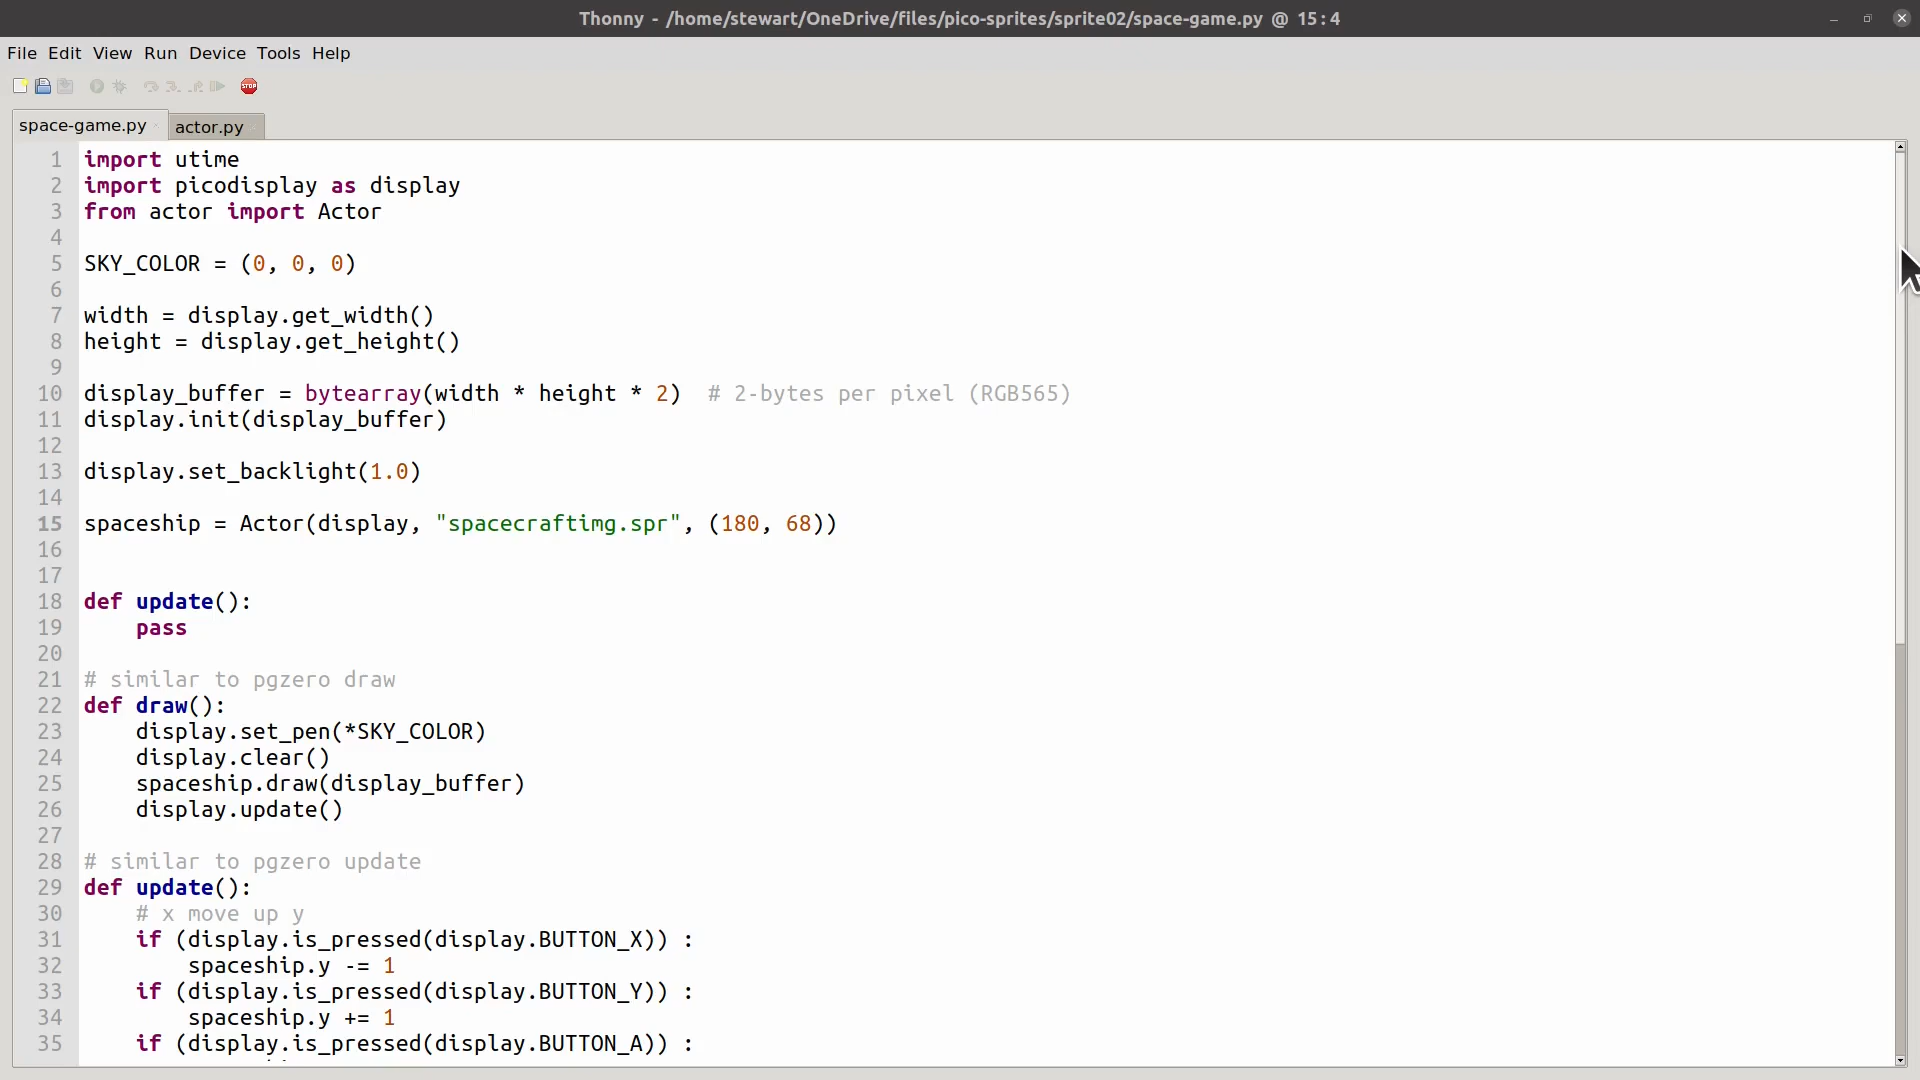 Thonny - /home/stewart/OneDrive/files/pico-sprites/sprite02/space-game.py @ 15:4
File Edit View Run Device Tools Help
STOP
space-game.py
actor.py
1 import utime
2 import picodisplay as display
3 from actor import Actor
4
5 SKY_COLOR = (0, 0, 0)
6
7 width = display.get_width()
8 height = display.get_height()
9
10 display_buffer = bytearray(width * height * 2)  # 2-bytes per pixel (RGB565)
11 display.init(display_buffer)
12
13 display.set_backlight(1.0)
14
15 spaceship = Actor(display, "spacecraftimg.spr", (180, 68))
16
17
18 def update():
19     pass
20
21 # similar to pgzero draw
22 def draw():
23     display.set_pen(*SKY_COLOR)
24     display.clear()
25     spaceship.draw(display_buffer)
26     display.update()
27
28 # similar to pgzero update
29 def update():
30     # x move up y
31     if (display.is_pressed(display.BUTTON_X)) :
32         spaceship.y -= 1
33     if (display.is_pressed(display.BUTTON_Y)) :
34         spaceship.y += 1
35     if (display.is_pressed(display.BUTTON_A)) :